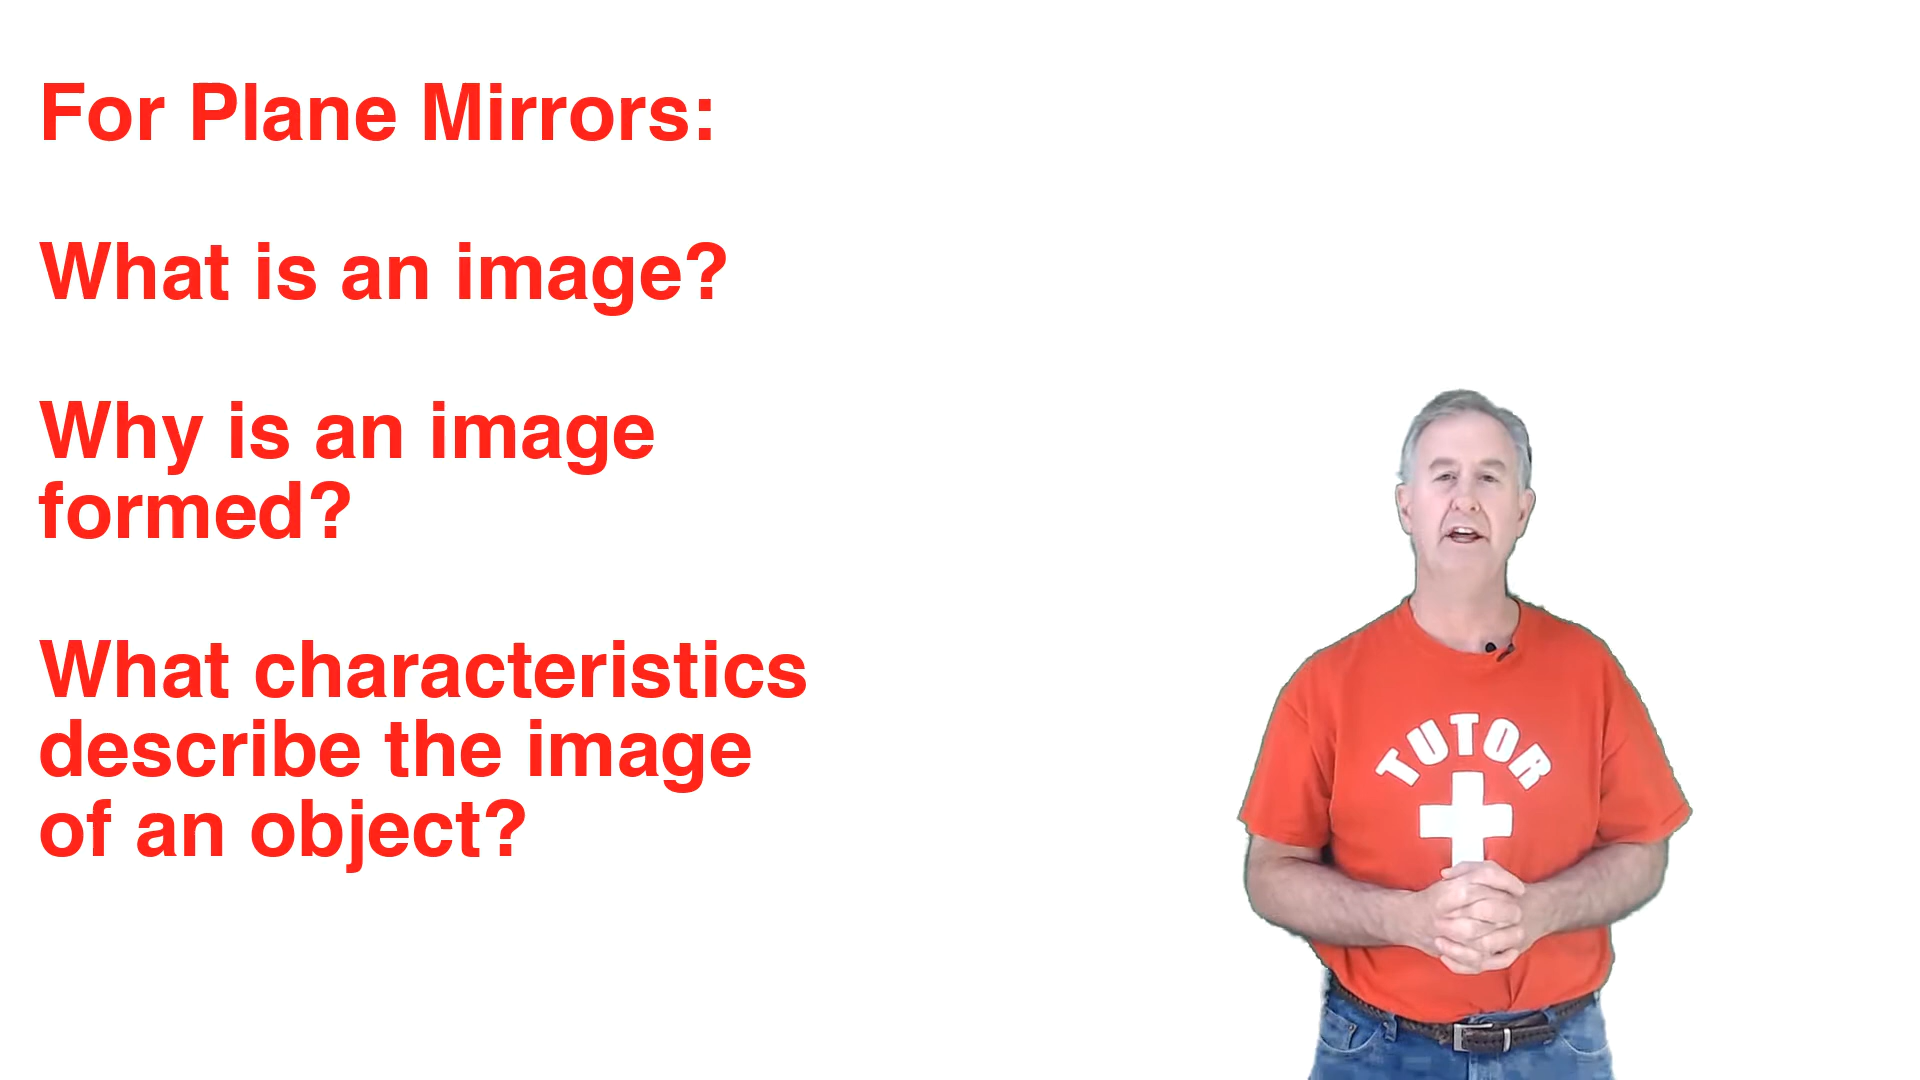 For Plane Mirrors:
What is an image?
Why is an image
formed?
What characteristics
describe the image
of an object?
TUTOR